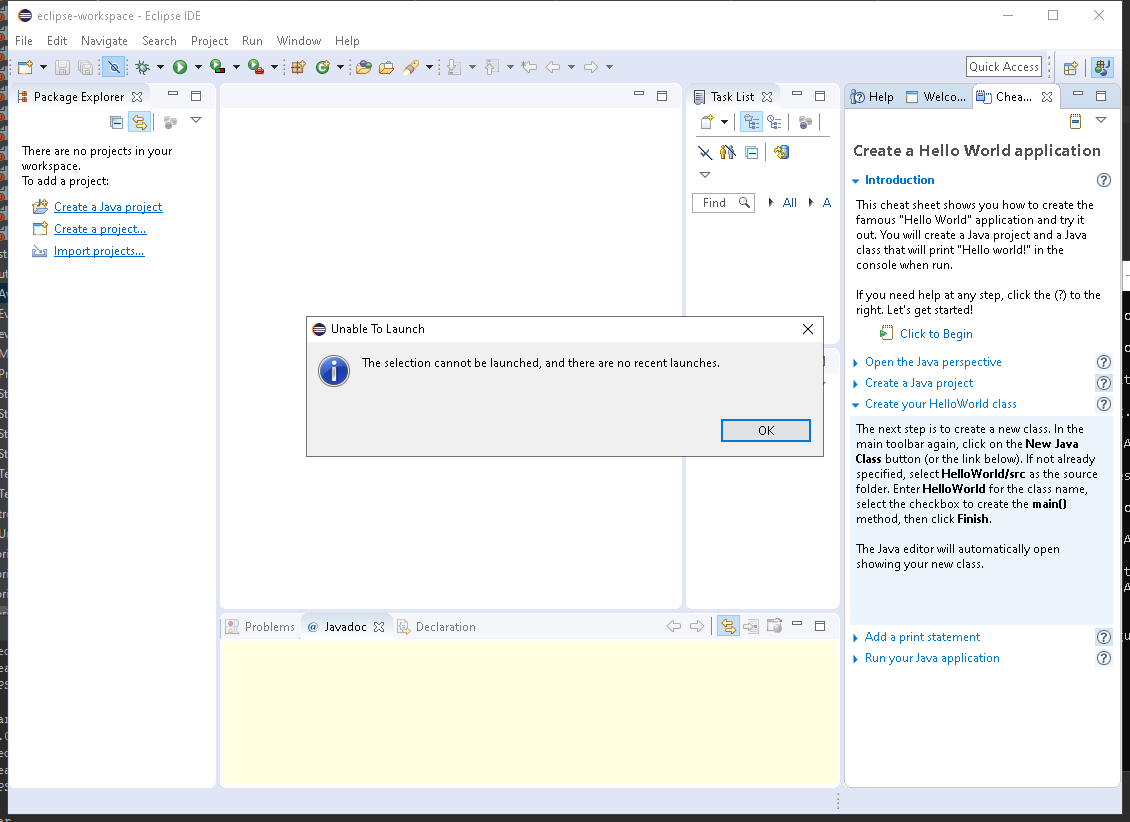 eclipse-workspace - Eclipse IDE
File Edit Navigate Search Project Run Window Help
Quick Access
Package Explorer
There are no projects in your
workspace.
To add a project:
Create a Java project
Create a project...
Import projects...
Task List
Find
All
A
Help
Welco...
Chea...
Create a Hello World application
Introduction
This cheat sheet shows you how to create the
famous "Hello World" application and try it
out. You will create a Java project and a Java
class that will print "Hello world!" in the
console when run.
If you need help at any step, click the (?) to the
right. Let's get started!
Click to Begin
Open the Java perspective
Create a Java project
Create your HelloWorld class
The next step is to create a new class. In the
main toolbar again, click on the New Java
Class button (or the link below). If not already
specified, select HelloWorld/src as the source
folder. Enter HelloWorld for the class name,
select the checkbox to create the main()
method, then click Finish.
The Java editor will automatically open
showing your new class.
Add a print statement
Run your Java application
Unable To Launch
The selection cannot be launched, and there are no recent launches.
OK
Problems
@ Javadoc
Declaration